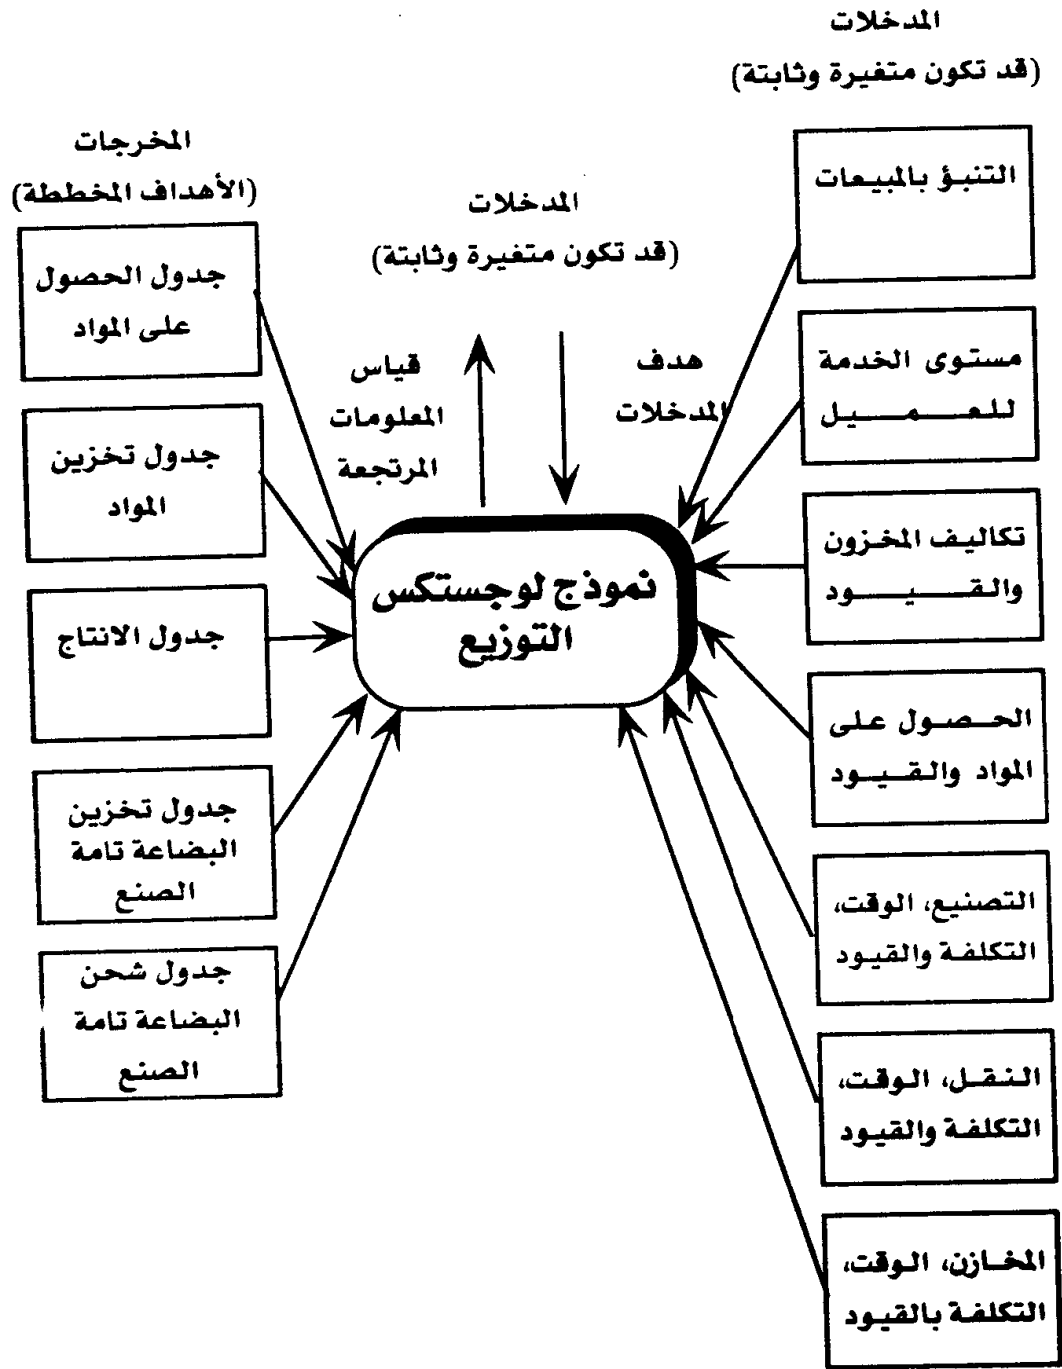 المدخلات
(قد تكون متغيرة وثابتة)
التنبؤ بالمبيعات
مستوى الخدمة
للعميل
تكاليف المخزون
والقيود
الحصول على
المواد والقيود
التصنيع، الوقت،
التكلفة والقيود
النقل، الوقت،
التكلفة والقيود
المخازن، الوقت،
التكلفة بالقيود
المدخلات
(قد تكون متغيرة وثابتة)
هدف
المدخلات
قياس
المعلومات
المرتجعة
نموذج لوجستكس
التوزيع
المخرجات
(الأهداف المخططة)
جدول الحصول
على المواد
جدول تخزين
المواد
جدول الانتاج
جدول تخزين
البضاعة تامة
الصنع
جدول شحن
البضاعة تامة
الصنع